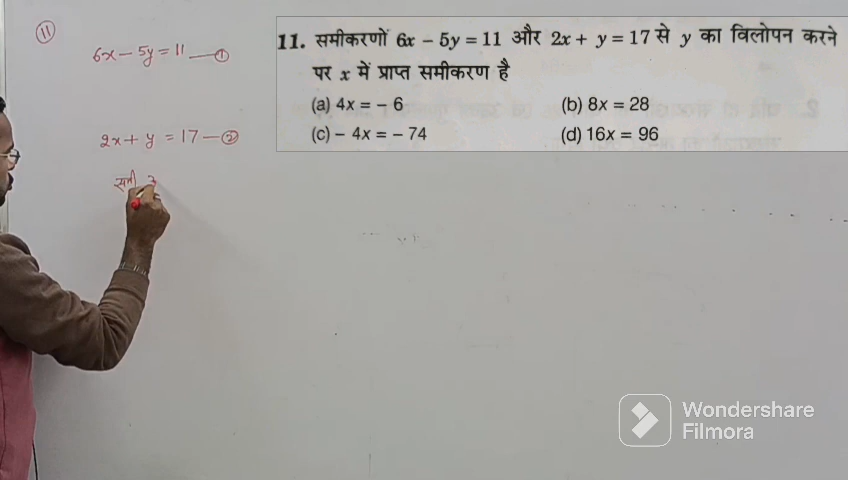 11
6x - 5y = 11 — ①
2x + y = 17 — ②
समी
11. समीकरणों 6x - 5y = 11 और 2x + y = 17 से y का विलोपन करने
पर x में प्राप्त समीकरण है
(a) 4x = - 6 (b) 8x = 28
(c) - 4x = - 74 (d) 16x = 96
Wondershare
Filmora